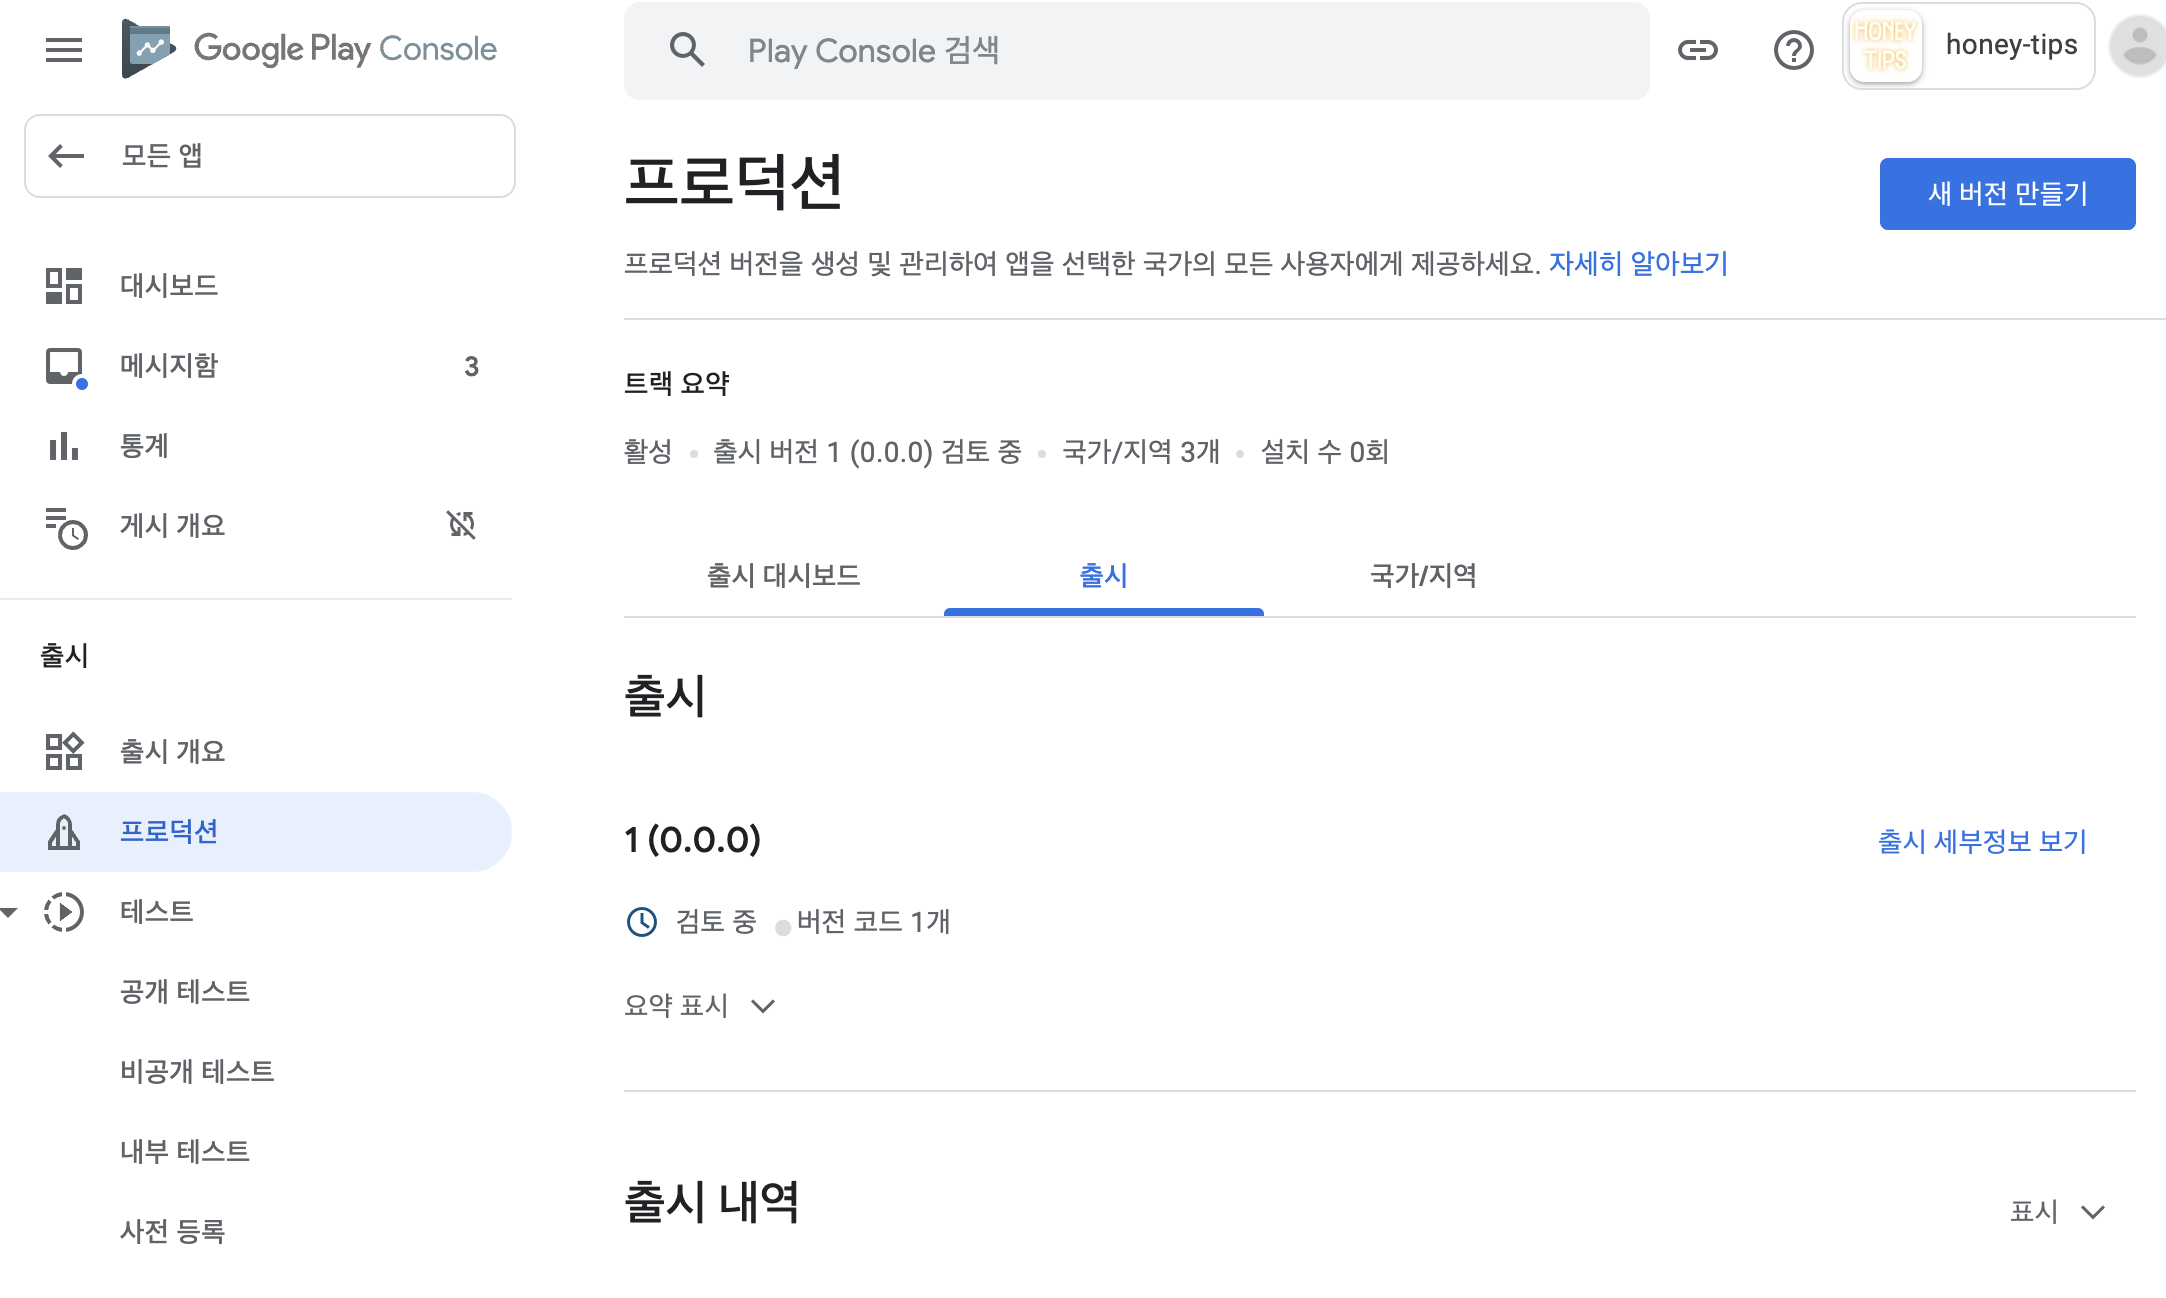 Google Play Console
Play Console 검색
HONEY TIPS
honey-tips
모든 앱
대시보드
메시지함 3
통계
게시 개요
출시
출시 개요
프로덕션
테스트
공개 테스트
비공개 테스트
내부 테스트
사전 등록
프로덕션
새 버전 만들기
프로덕션 버전을 생성 및 관리하여 앱을 선택한 국가의 모든 사용자에게 제공하세요. 자세히 알아보기
트랙 요약
활성 • 출시 버전 1 (0.0.0) 검토 중 • 국가/지역 3개 • 설치 수 0회
출시 대시보드 출시 국가/지역
출시
1 (0.0.0)
출시 세부정보 보기
검토 중 • 버전 코드 1개
요약 표시
출시 내역
표시